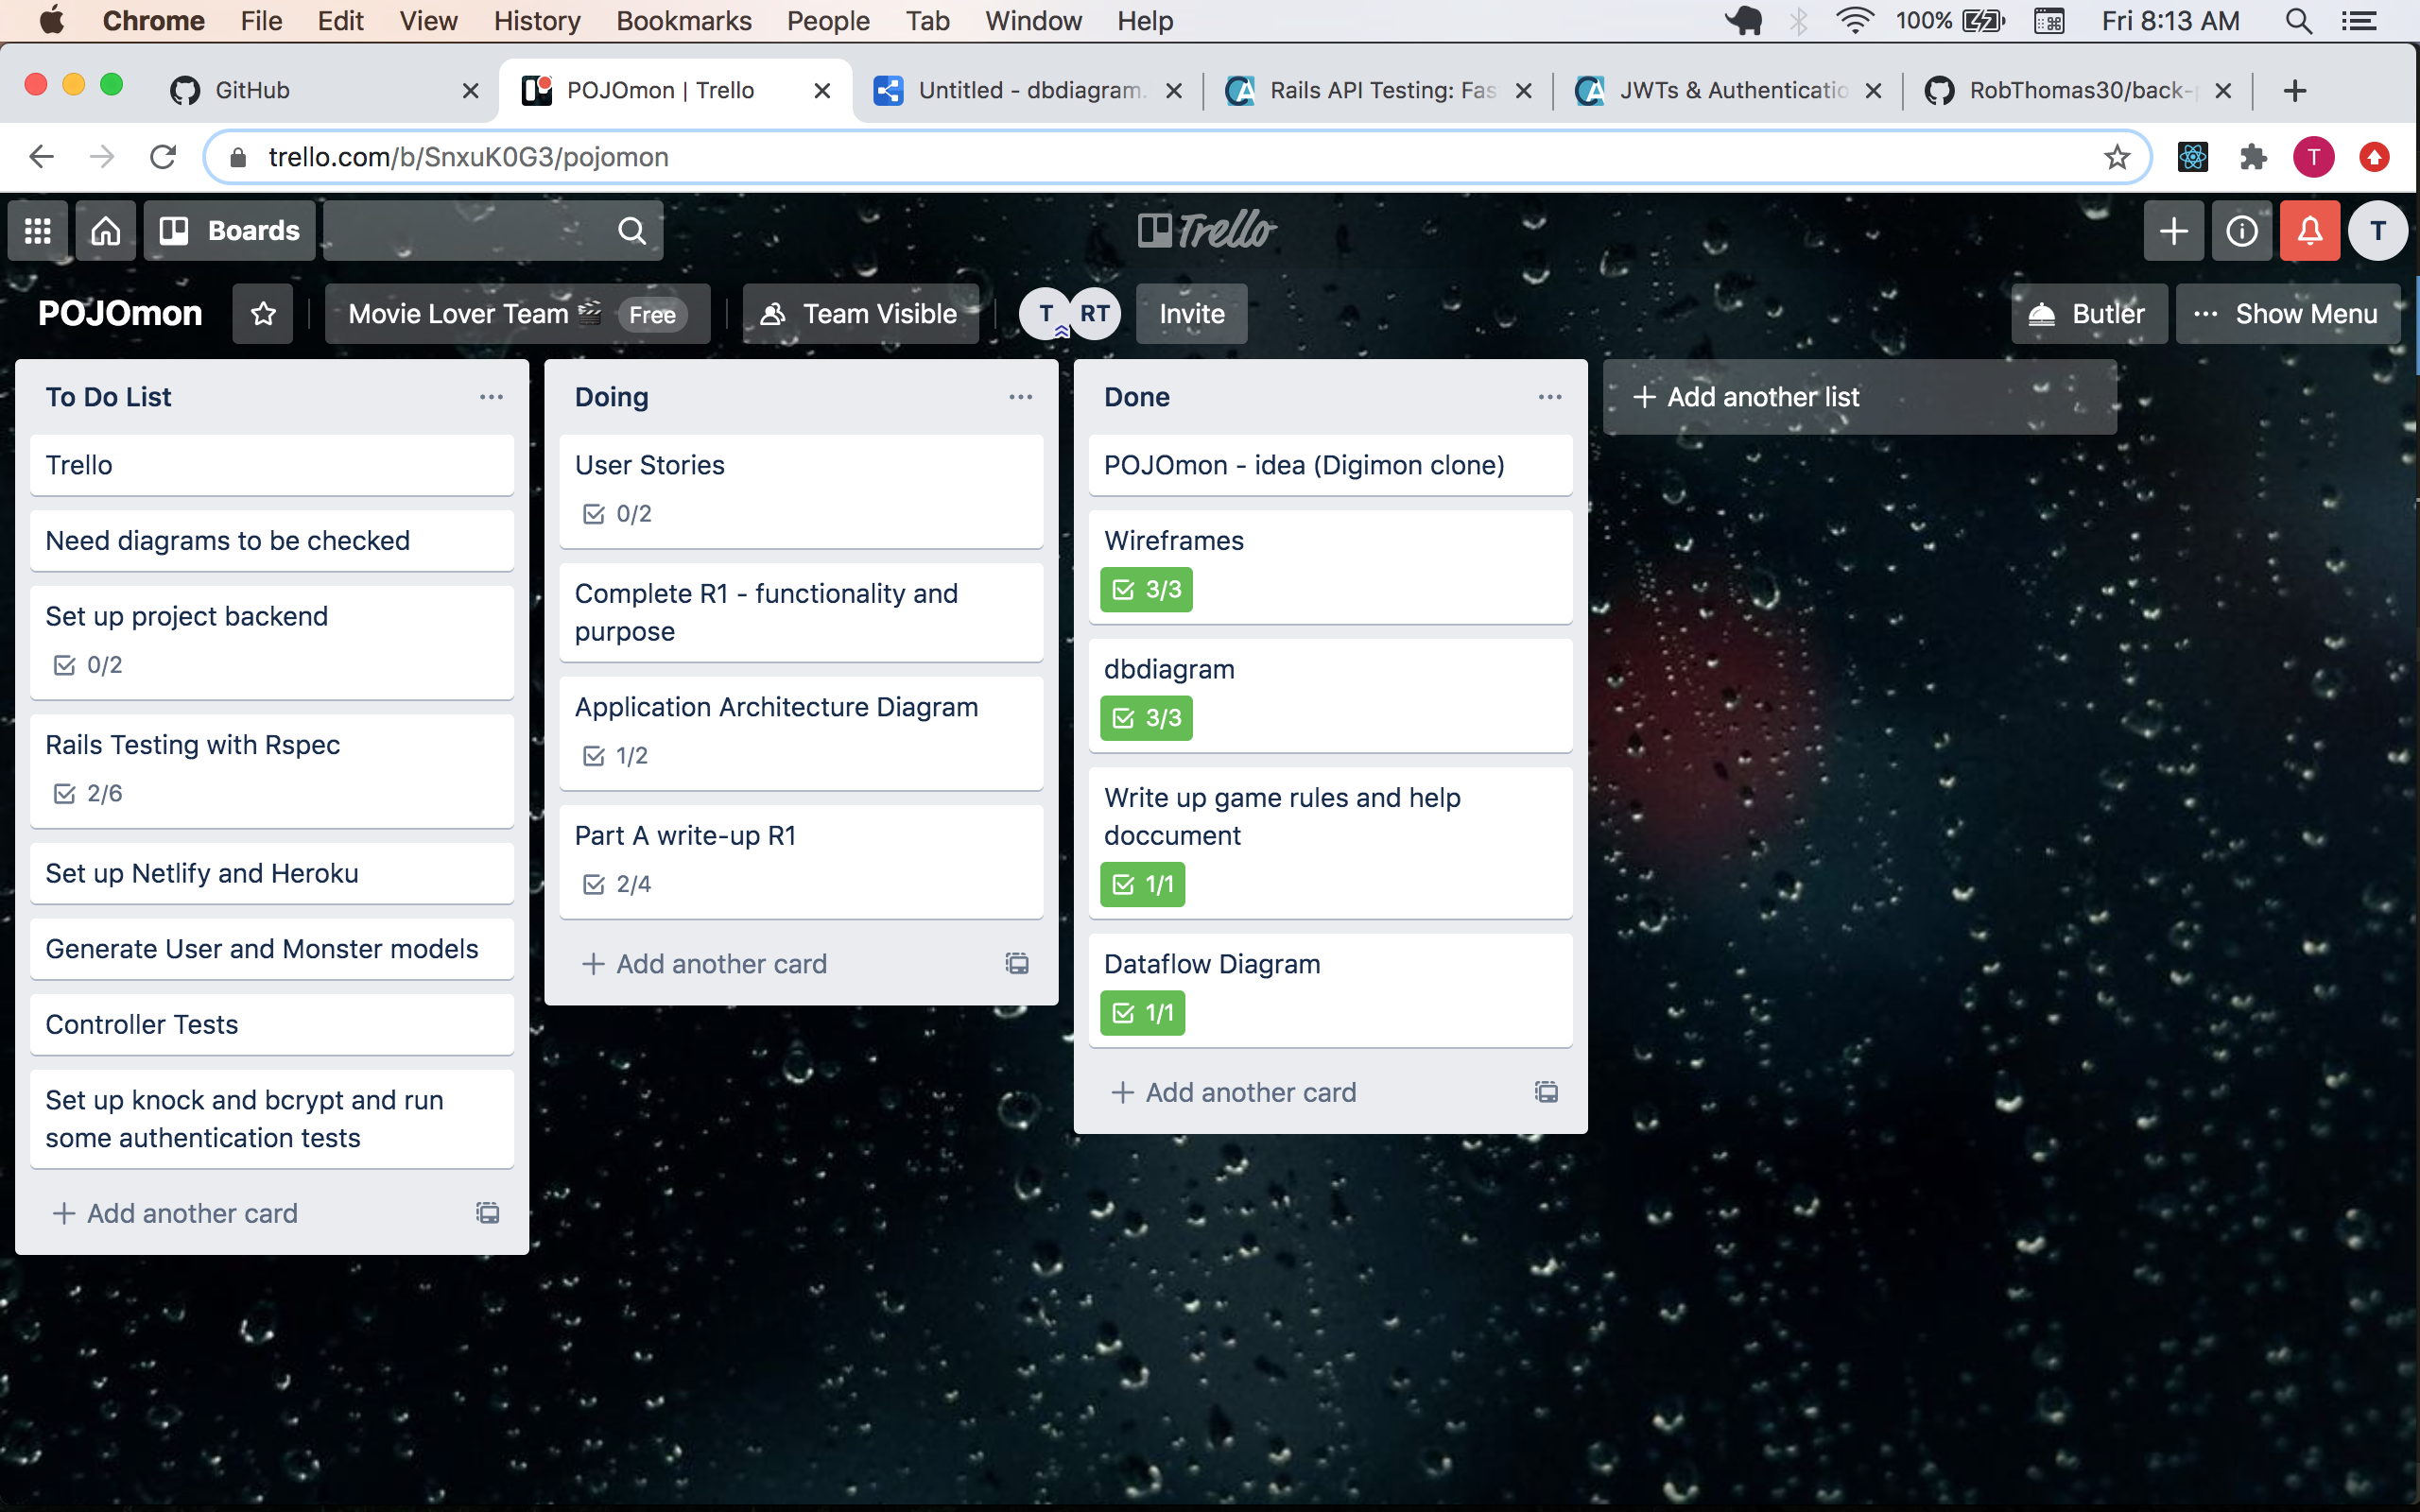 Chrome File Edit View History Bookmarks People Tab Window Help 100% Fri 8:13 AM
GitHub POJOmon | Trello Untitled - dbdiagram. Rails API Testing: Fas JWTs & Authenticatio RobThomas30/back-
trello.com/b/SnxuK0G3/pojomon T
Boards Trello T
POJOmon Movie Lover Team Free Team Visible T RT Invite Butler Show Menu
To Do List
Trello
Need diagrams to be checked
Set up project backend
0/2
Rails Testing with Rspec
2/6
Set up Netlify and Heroku
Generate User and Monster models
Controller Tests
Set up knock and bcrypt and run
some authentication tests
Add another card
Doing
User Stories
0/2
Complete R1 - functionality and
purpose
Application Architecture Diagram
1/2
Part A write-up R1
2/4
Add another card
Done
POJOmon - idea (Digimon clone)
Wireframes
3/3
dbdiagram
3/3
Write up game rules and help
doccument
1/1
Dataflow Diagram
1/1
Add another card
Add another list